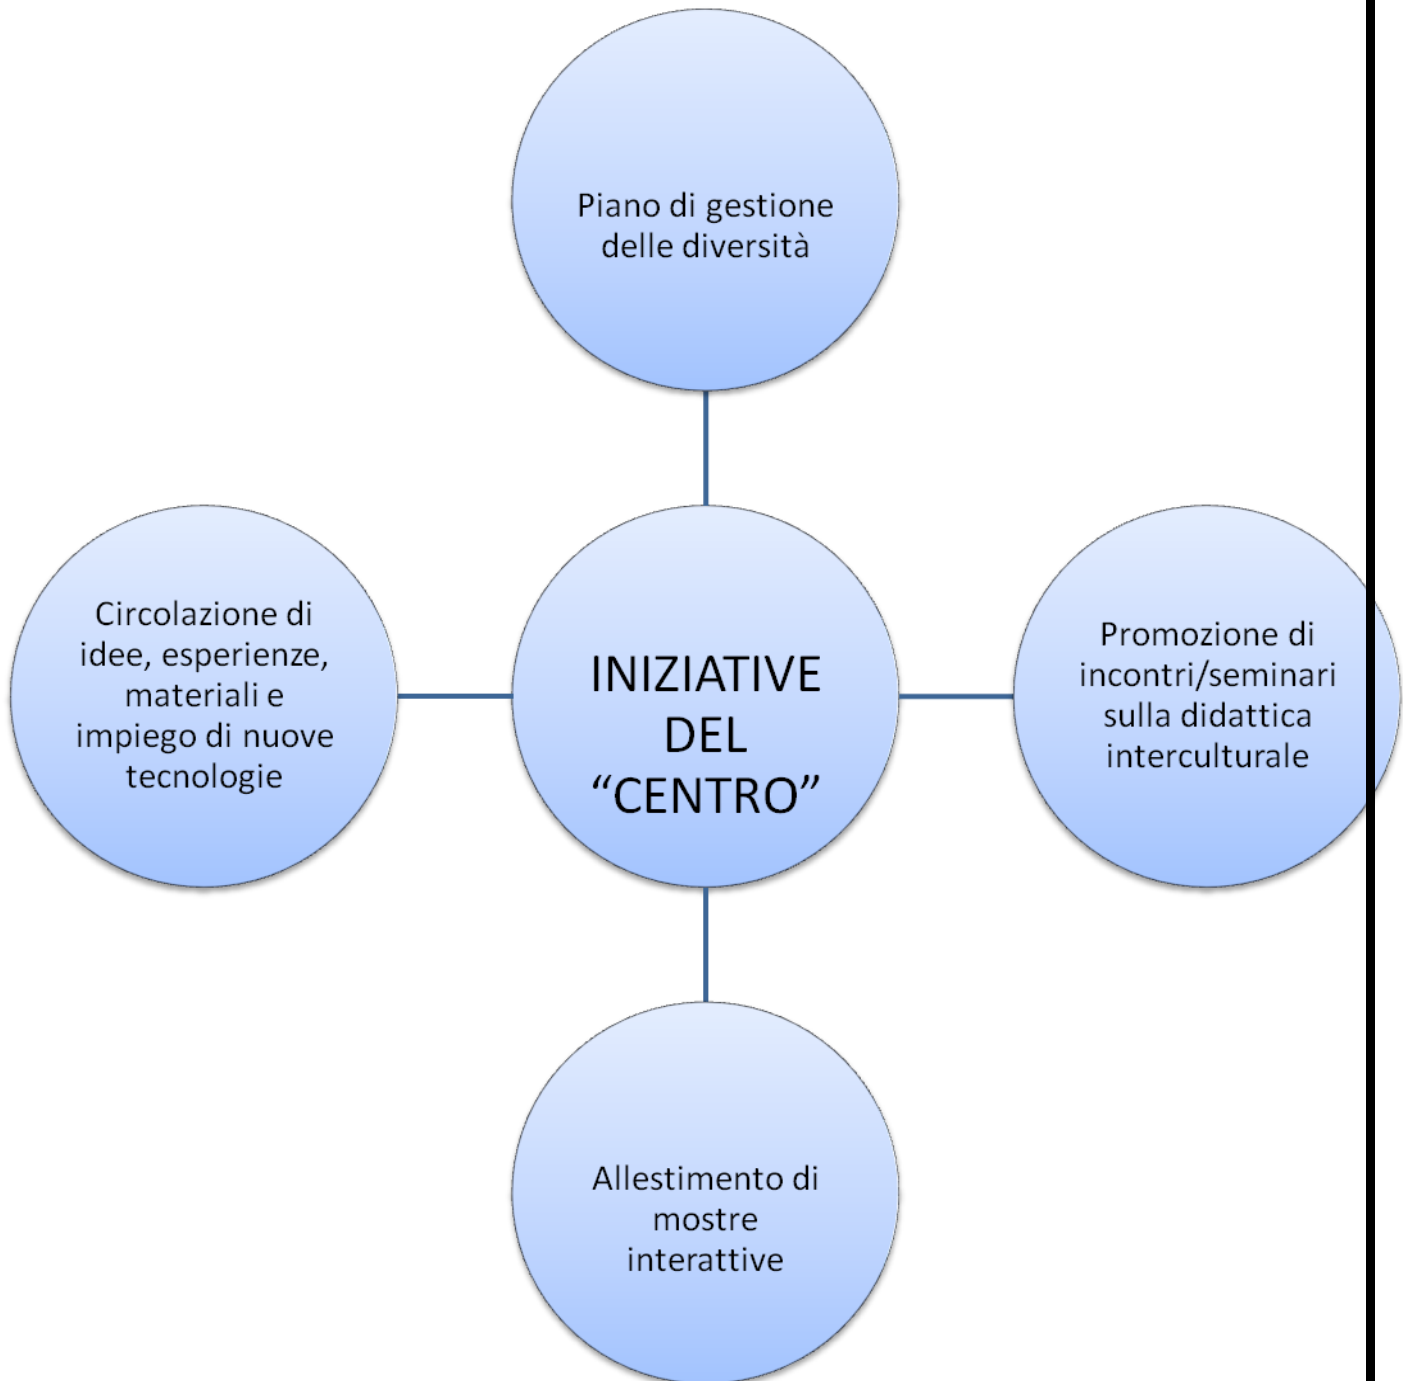 Piano di gestione
delle diversità
Circolazione di
idee, esperienze,
materiali e
impiego di nuove
tecnologie
INIZIATIVE
DEL
“CENTRO”
Promozione di
incontri/seminari
sulla didattica
interculturale
Allestimento di
mostre
interattive